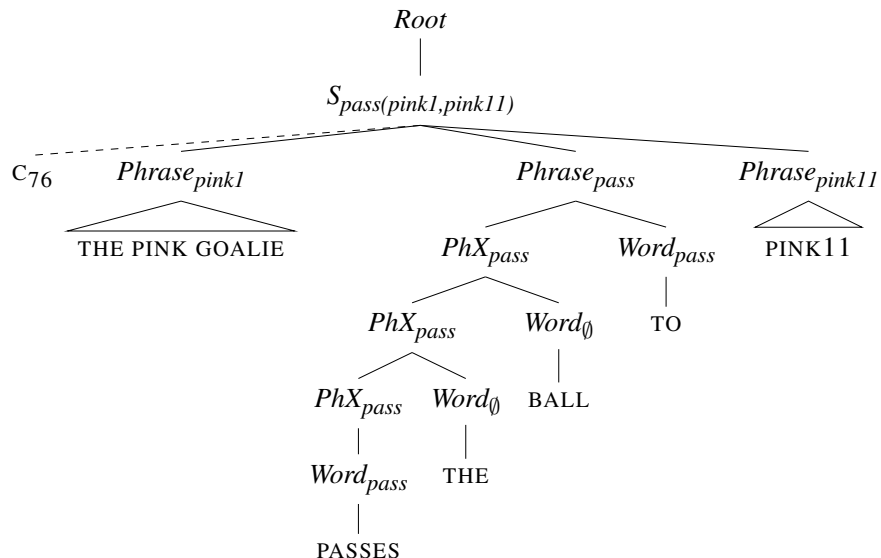 Root
S_pass(pink1,pink11)
C_76 Phrase_pink1 Phrase_pass Phrase_pink11
THE PINK GOALIE PhX_pass Word_pass PINK11
PhX_pass Word_∅ TO
PhX_pass Word_∅ BALL
Word_pass THE
PASSES